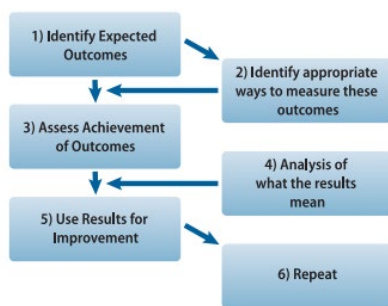 1) Identify Expected
Outcomes
2) Identify appropriate
ways to measure these
outcomes
3) Assess Achievement
of Outcomes
4) Analysis of
what the results
mean
5) Use Results for
Improvement
6) Repeat